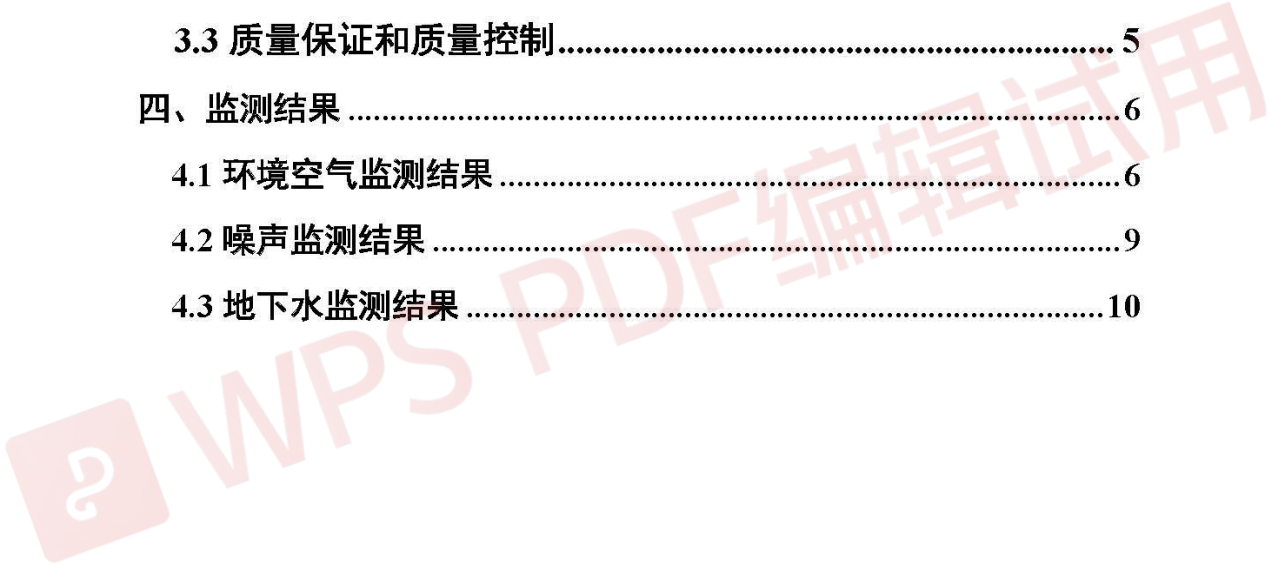 3.3 质量保证和质量控制.............................................................. 5
四、监测结果 ......................................................................................6
4.1 环境空气监测结果 .....................................................................6
4.2 噪声监测结果 .............................................................................9
4.3 地下水监测结果 .......................................................................10
WPS PDF编辑试用